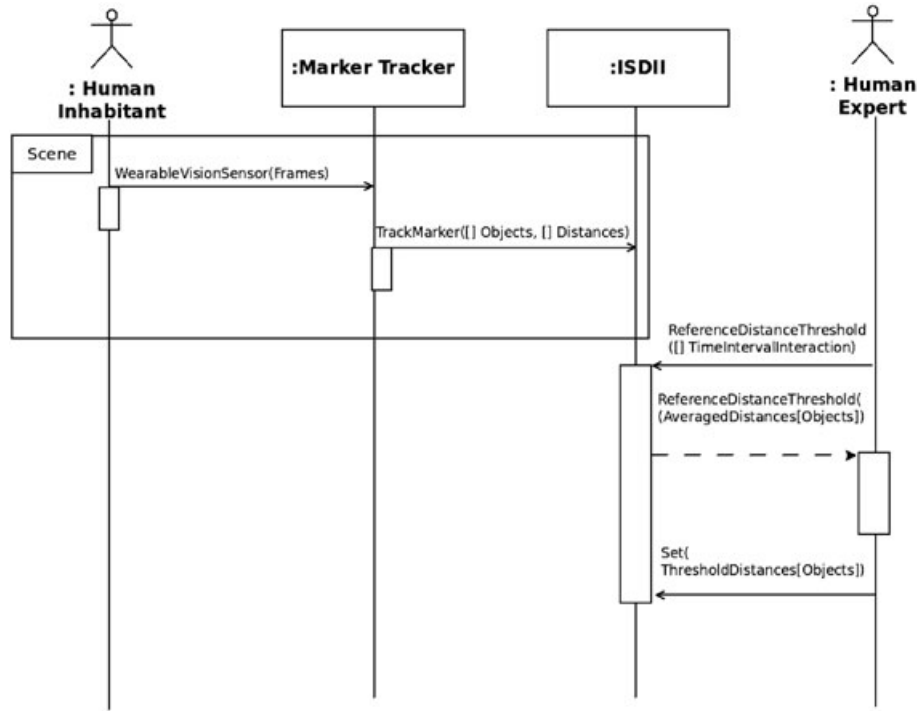 : Human
Inhabitant
:Marker Tracker
:ISDII
: Human
Expert
Scene
WearableVisionSensor(Frames)
TrackMarker([] Objects, [] Distances)
ReferenceDistanceThreshold
([] TimeIntervalInteraction)
ReferenceDistanceThreshold(
(AveragedDistances[Objects])
Set(
ThresholdDistances[Objects])